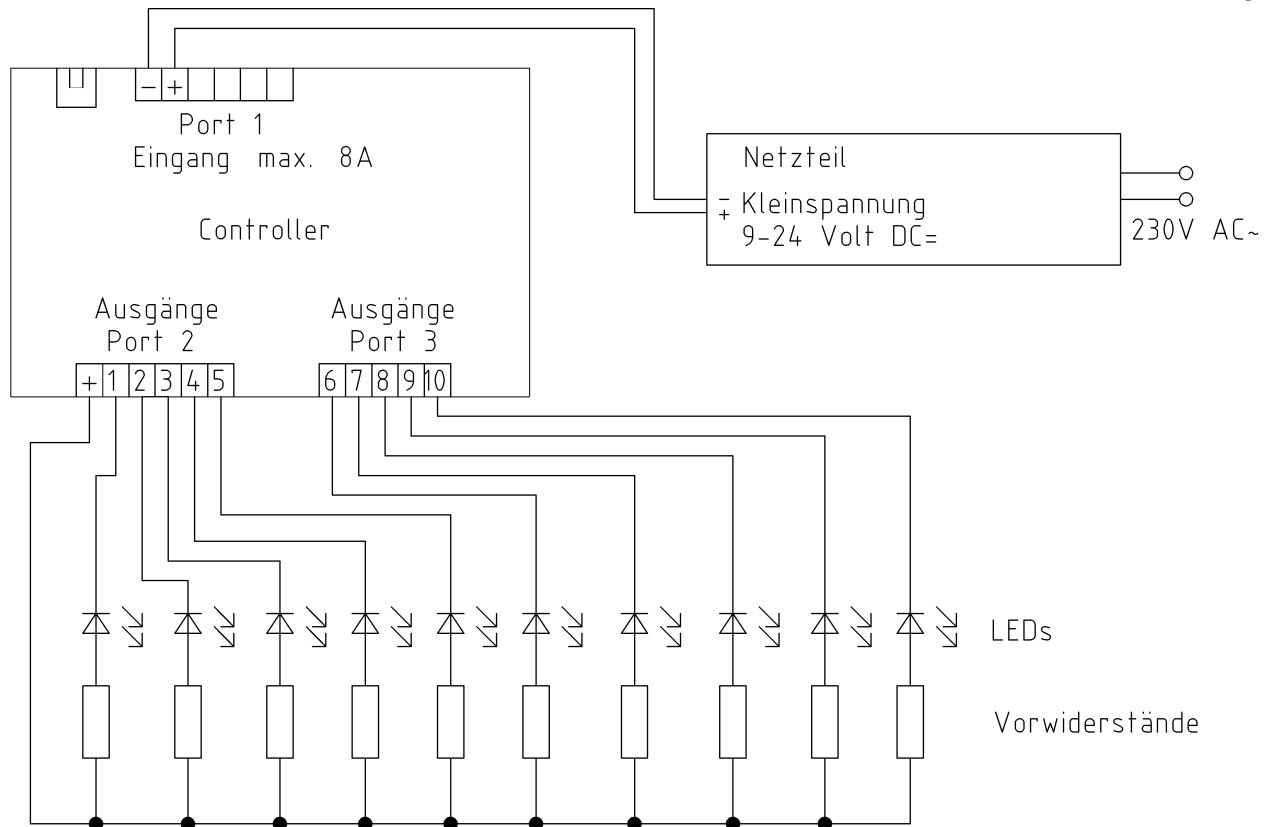 - +
Port 1
Eingang max. 8A
Netzteil
- Kleinspannung
+
9-24 Volt DC=
230V AC~
Controller
Ausgänge
Port 2
Ausgänge
Port 3
+ 1 2 3 4 5
6 7 8 9 10
LEDs
Vorwiderstände